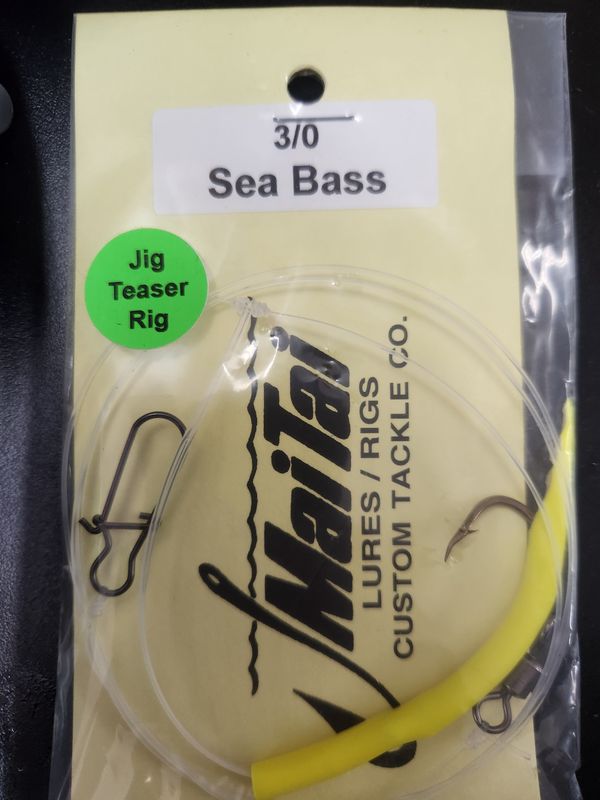 3/0
Sea Bass
Jig
Teaser
Rig
MaiTai
LURES / RIGS
CUSTOM TACKLE CO.